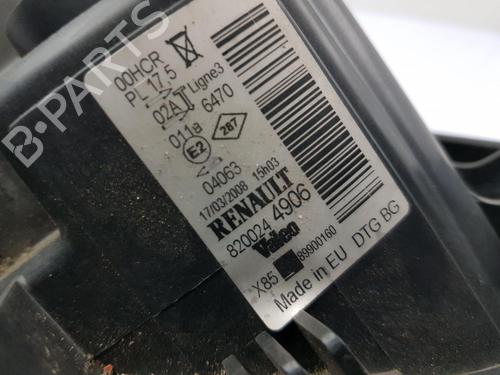 00HCR
PL 17,5
02A Ligne3
6470
011a
E2
287
04063
17/03/2008 15h03
RENAULT
820024 4906
Valeo
X85 89900160
Made in EU DTG BG